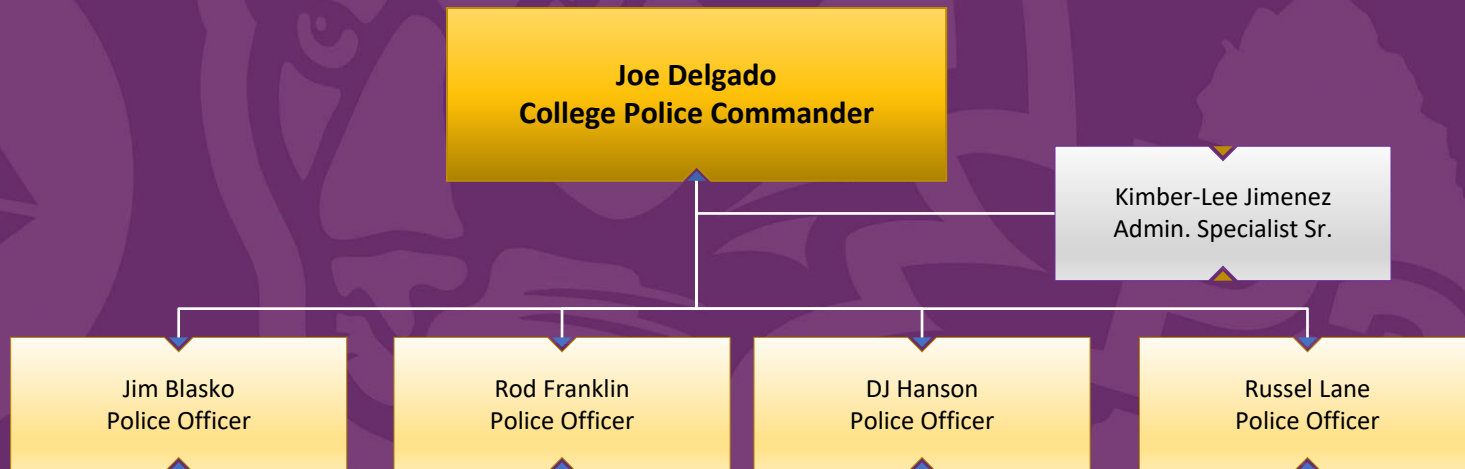 Joe Delgado
College Police Commander
Kimber-Lee Jimenez
Admin. Specialist Sr.
Jim Blasko
Police Officer
Rod Franklin
Police Officer
DJ Hanson
Police Officer
Russel Lane
Police Officer